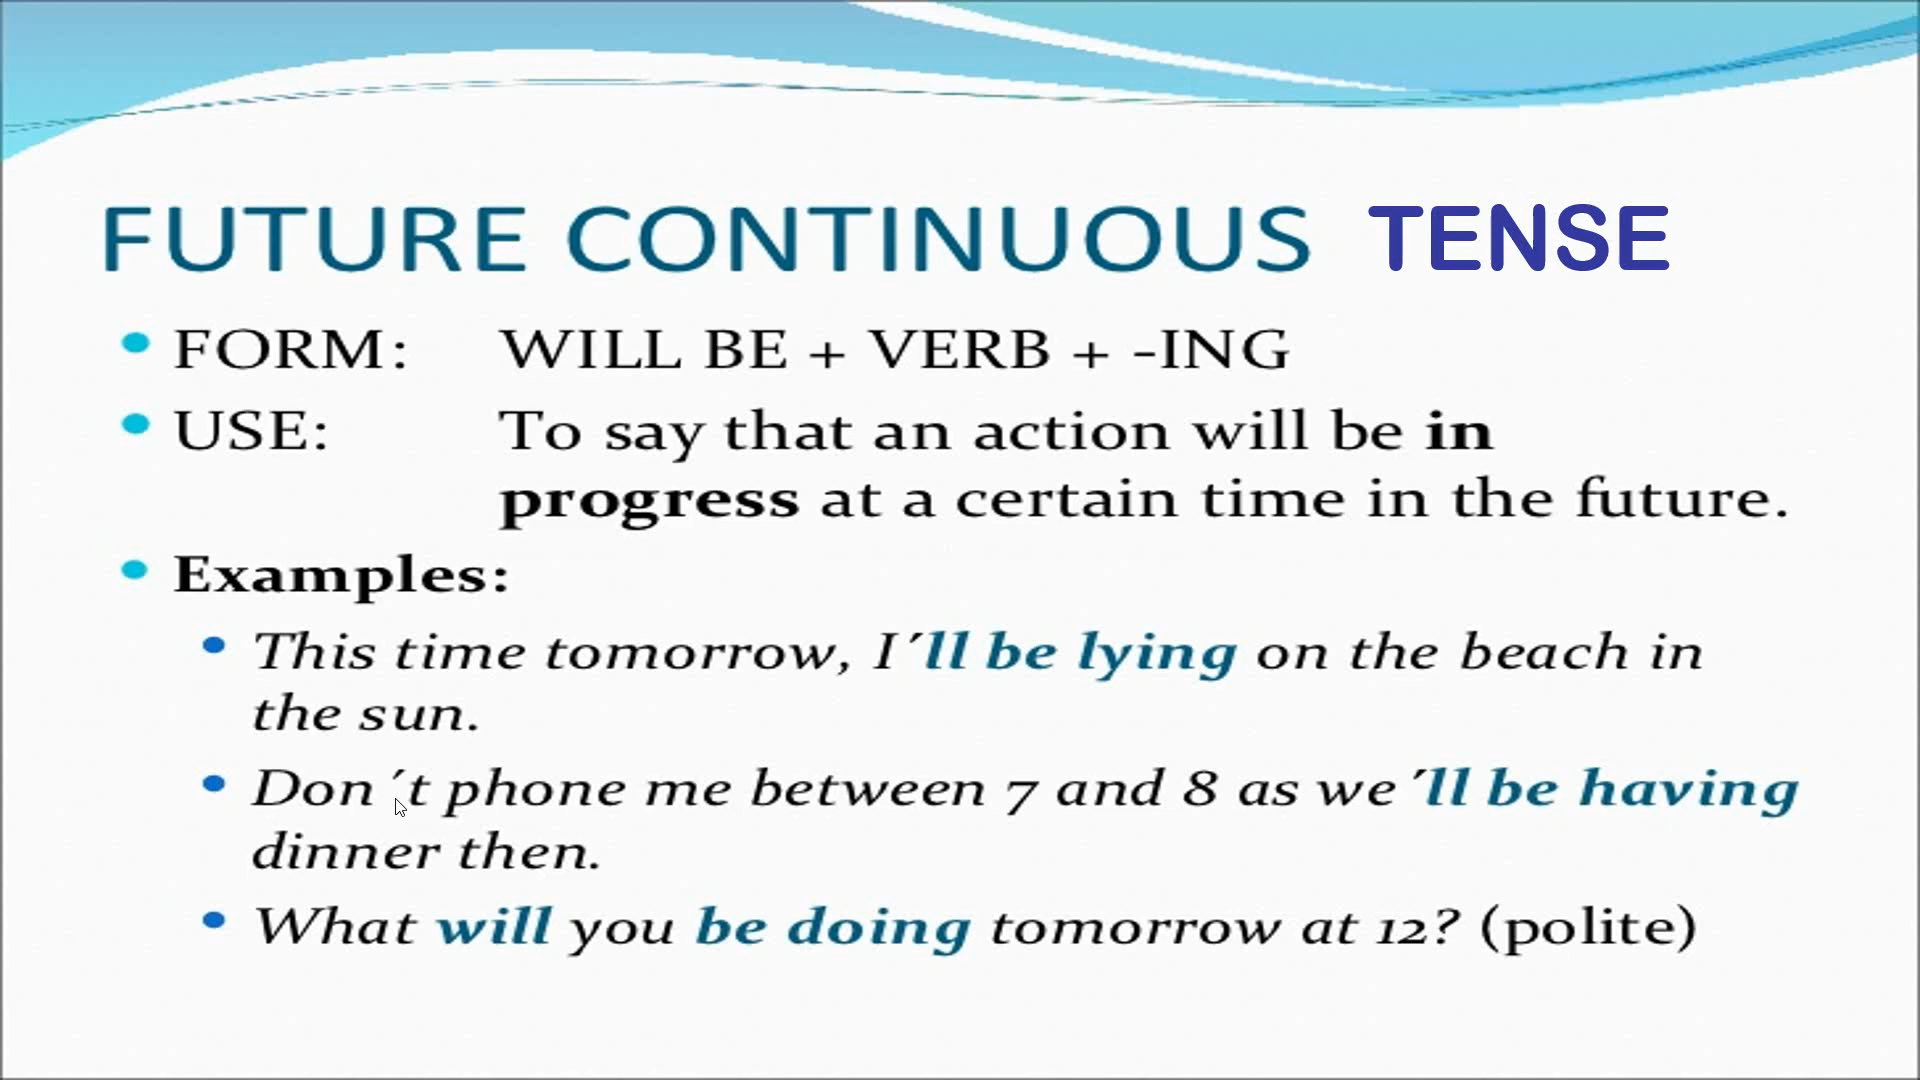 FUTURE CONTINUOUS TENSE
FORM: WILL BE + VERB + -ING
USE: To say that an action will be in
progress at a certain time in the future.
Examples:
This time tomorrow, I´ll be lying on the beach in
the sun.
Don´t phone me between 7 and 8 as we´ll be having
dinner then.
What will you be doing tomorrow at 12? (polite)